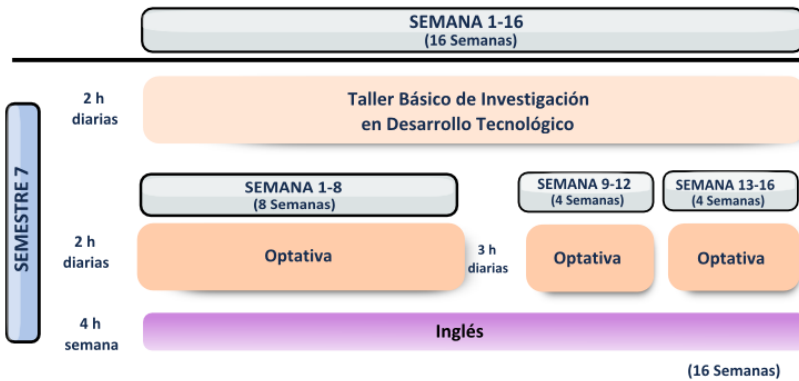 SEMANA 1-16
(16 Semanas)
SEMESTRE 7
2 h
diarias
Taller Básico de Investigación
en Desarrollo Tecnológico
SEMANA 1-8
(8 Semanas)
SEMANA 9-12
(4 Semanas)
SEMANA 13-16
(4 Semanas)
2 h
diarias
Optativa
3 h
diarias
Optativa
Optativa
4 h
semana
Inglés
(16 Semanas)